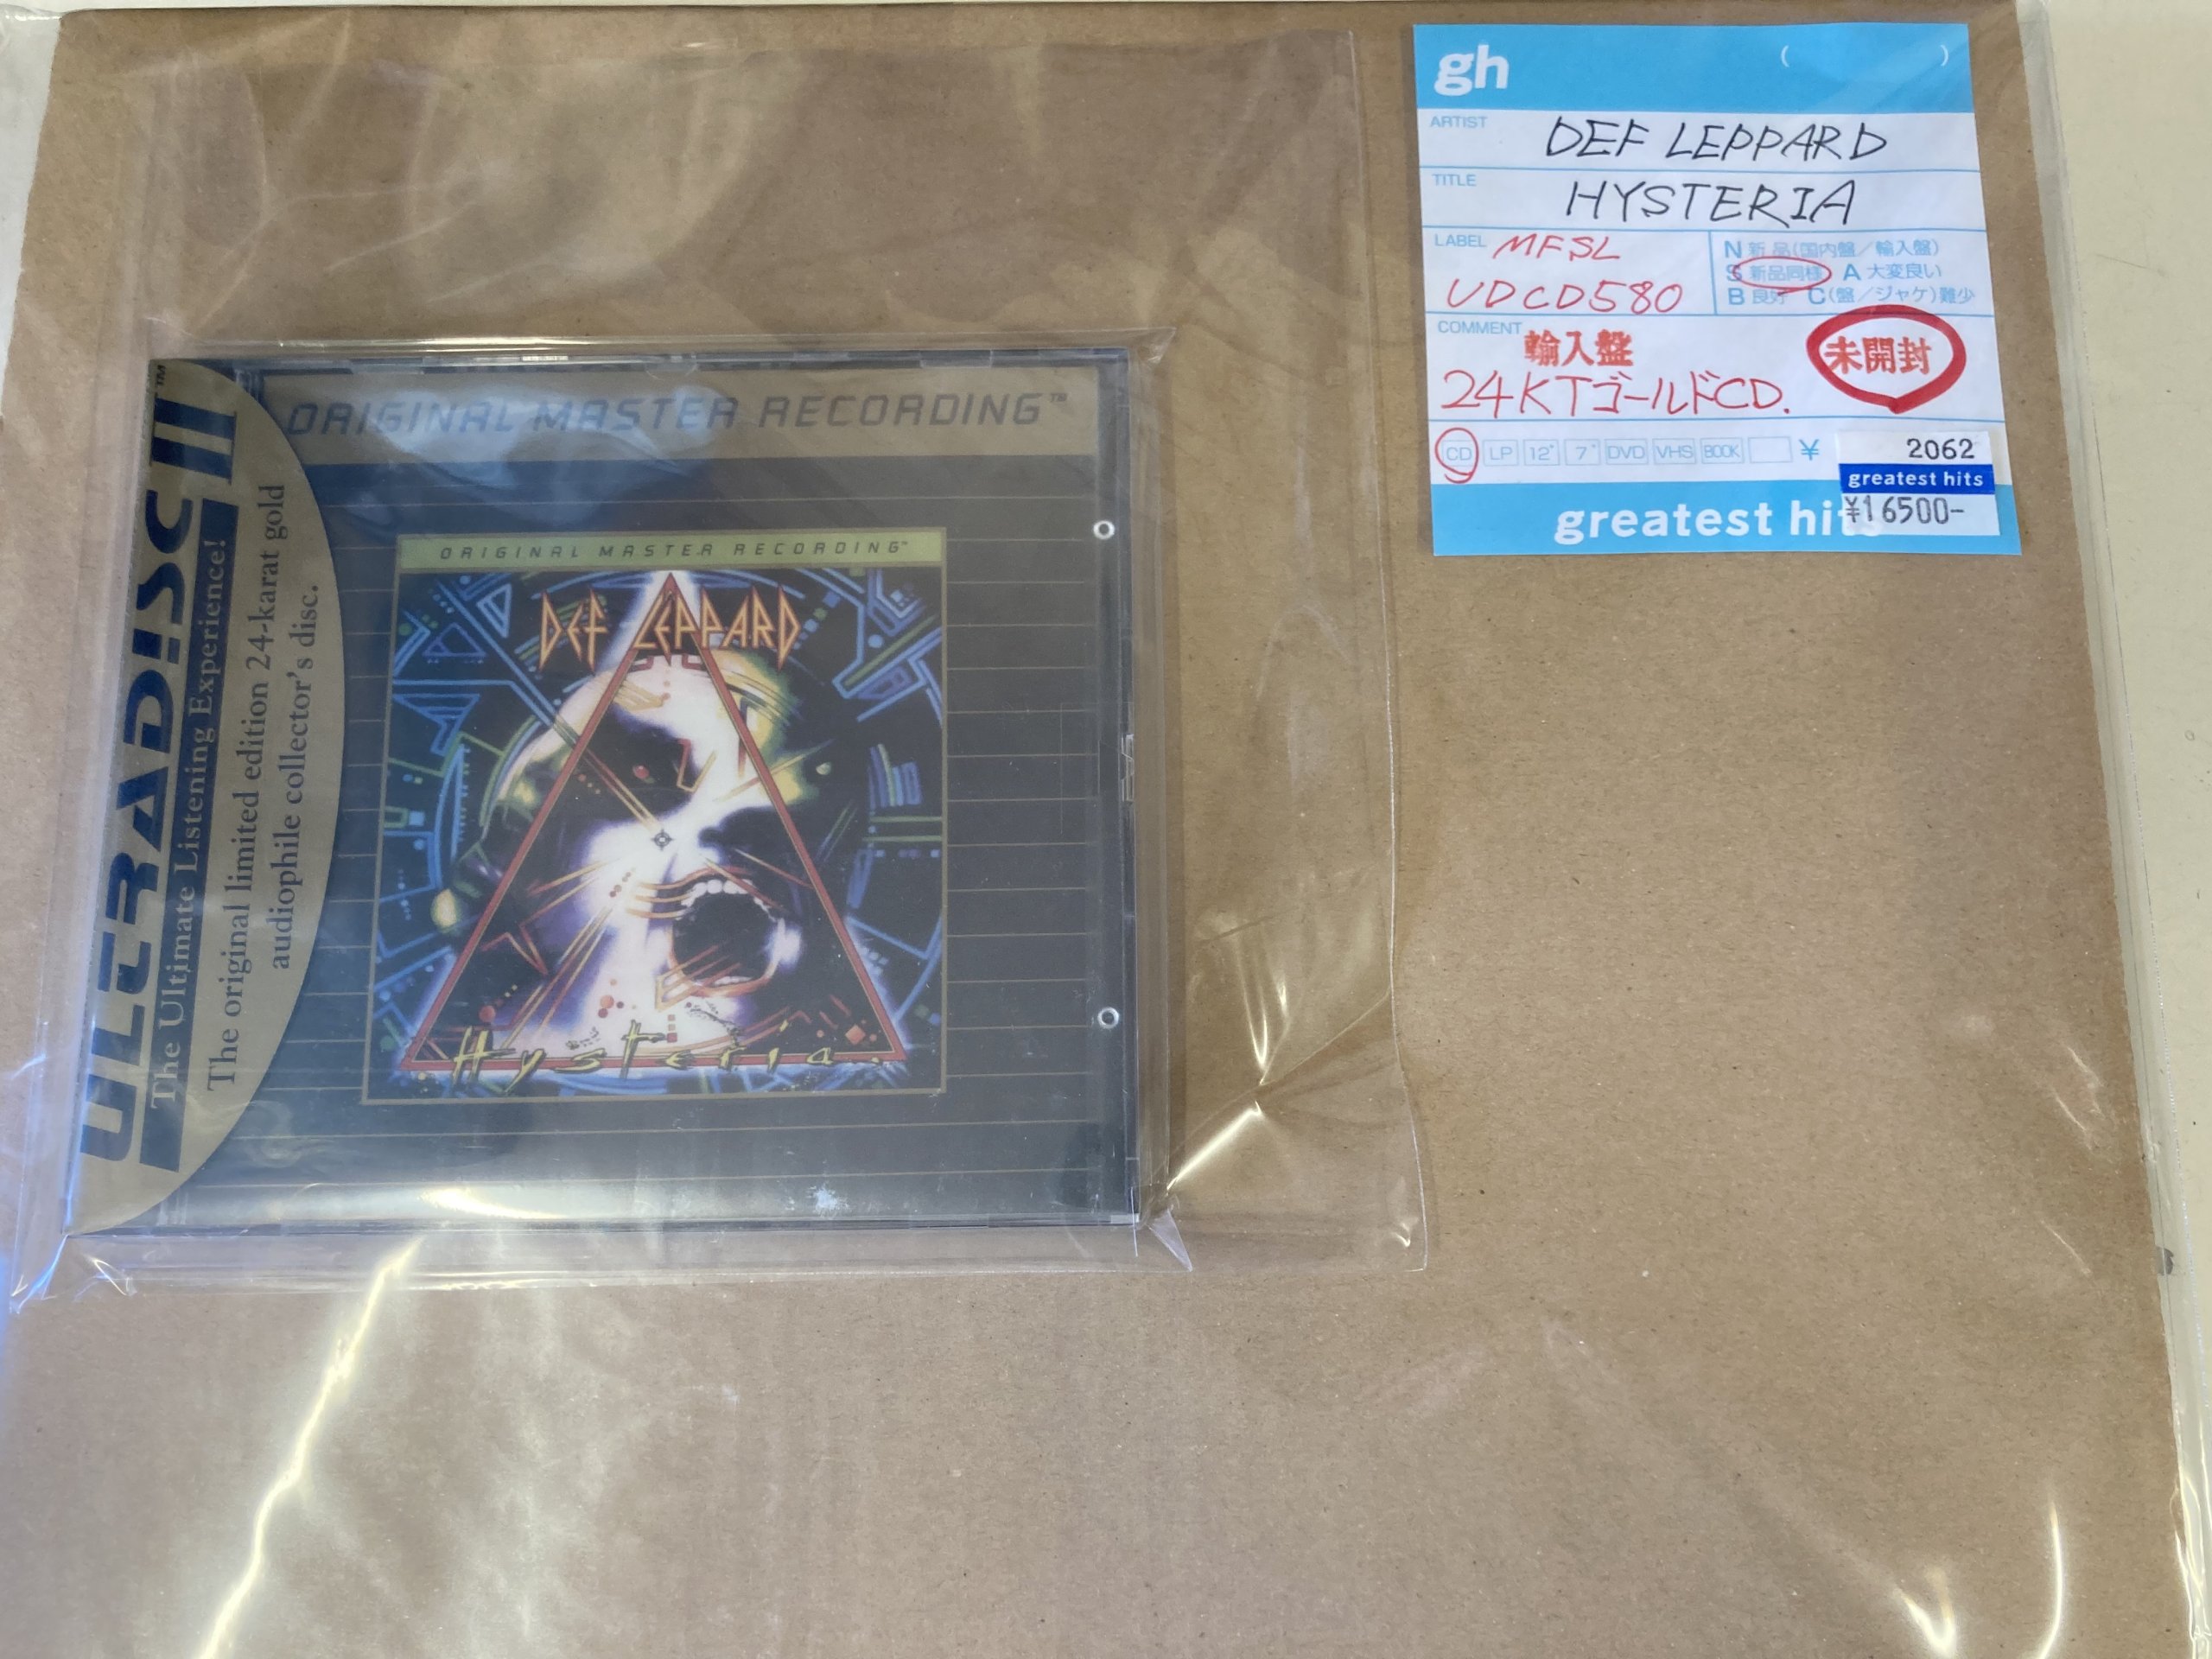 gh ( )
ARTIST DEF LEPPARD
TITLE HYSTERIA
LABEL MFSL
UDCD580
N 新品(国内盤/輸入盤)
S 新品同様 A 大変良い
B 良好 C(盤/ジャケ)難少
COMMENT 輸入盤 未開封
24KTゴールドCD.
CD LP 12" 7" DVD VHS BOOK ¥ 2062
greatest hits
¥16500-
greatest hits
ORIGINAL MASTER RECORDING™
ULTRADISC II™
The Ultimate Listening Experience!
The original limited edition 24-karat gold
audiophile collector's disc.
ORIGINAL MASTER RECORDING™
DEF LEPPARD
Hysteria